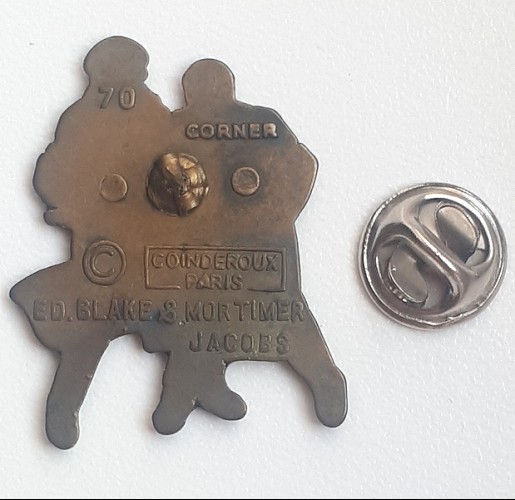 70
CORNER
©
COINDEROUX
PARIS
ED. BLAKE & MORTIMER
JACOBS